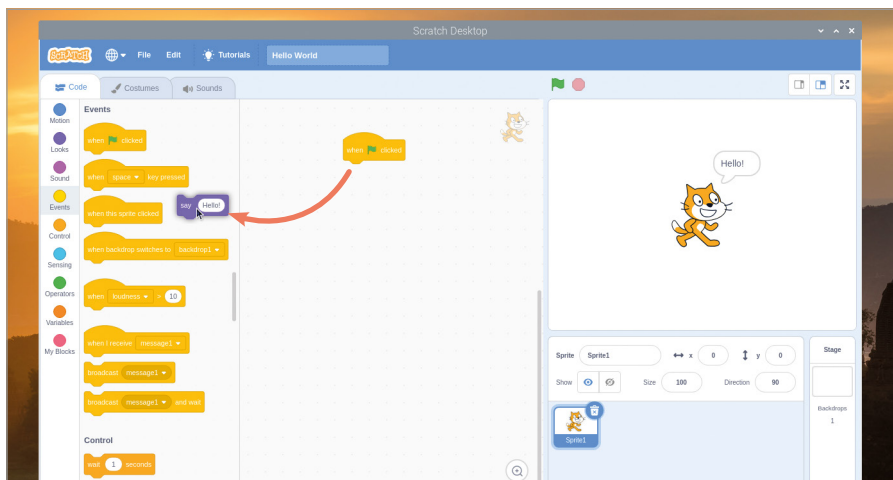 Scratch Desktop
SCRATCH
File
Edit
Tutorials
Hello World
Code
Costumes
Sounds
Motion
Looks
Sound
Events
Control
Sensing
Operators
Variables
My Blocks
Events
when clicked
when space key pressed
when this sprite clicked
say Hello!
when backdrop switches to backdrop1
when loudness > 10
when I receive message1
broadcast message1
broadcast message1 and wait
Control
wait 1 seconds
when clicked
Hello!
Sprite Sprite1 x 0 y 0
Show Size 100 Direction 90
Sprite1
Stage
Backdrops
1